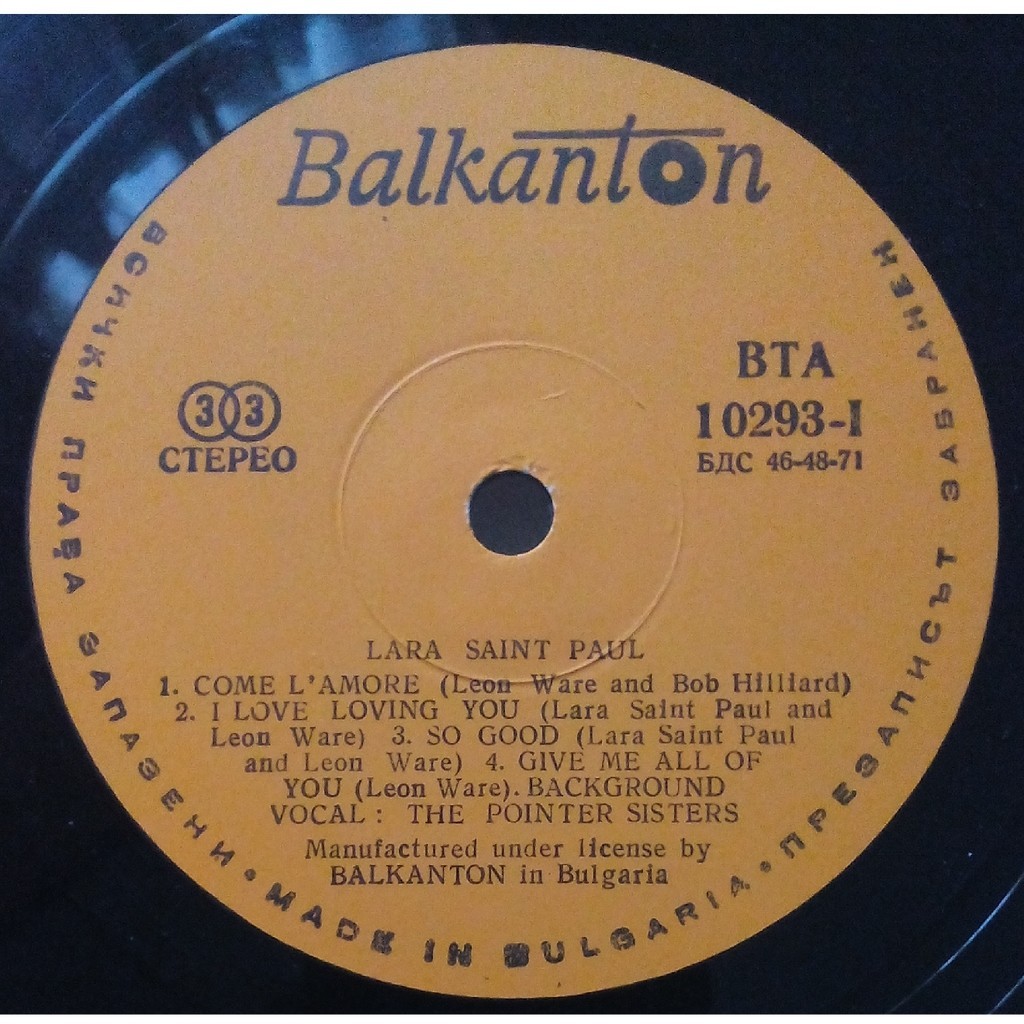 Balkanton
33
СТЕРЕО
BTA
10293-I
БДС 46-48-71
LARA SAINT PAUL
1. COME L'AMORE (Leon Ware and Bob Hilliard)
2. I LOVE LOVING YOU (Lara Saint Paul and
Leon Ware) 3. SO GOOD (Lara Saint Paul
and Leon Ware) 4. GIVE ME ALL OF
YOU (Leon Ware). BACKGROUND
VOCAL: THE POINTER SISTERS
Manufactured under license by
BALKANTON in Bulgaria
ВСИЧКИ ПРАВА ЗАПАЗЕНИ • MADE IN BULGARIA • ПРЕЗАПИСЪТ ЗАБРАНЕН